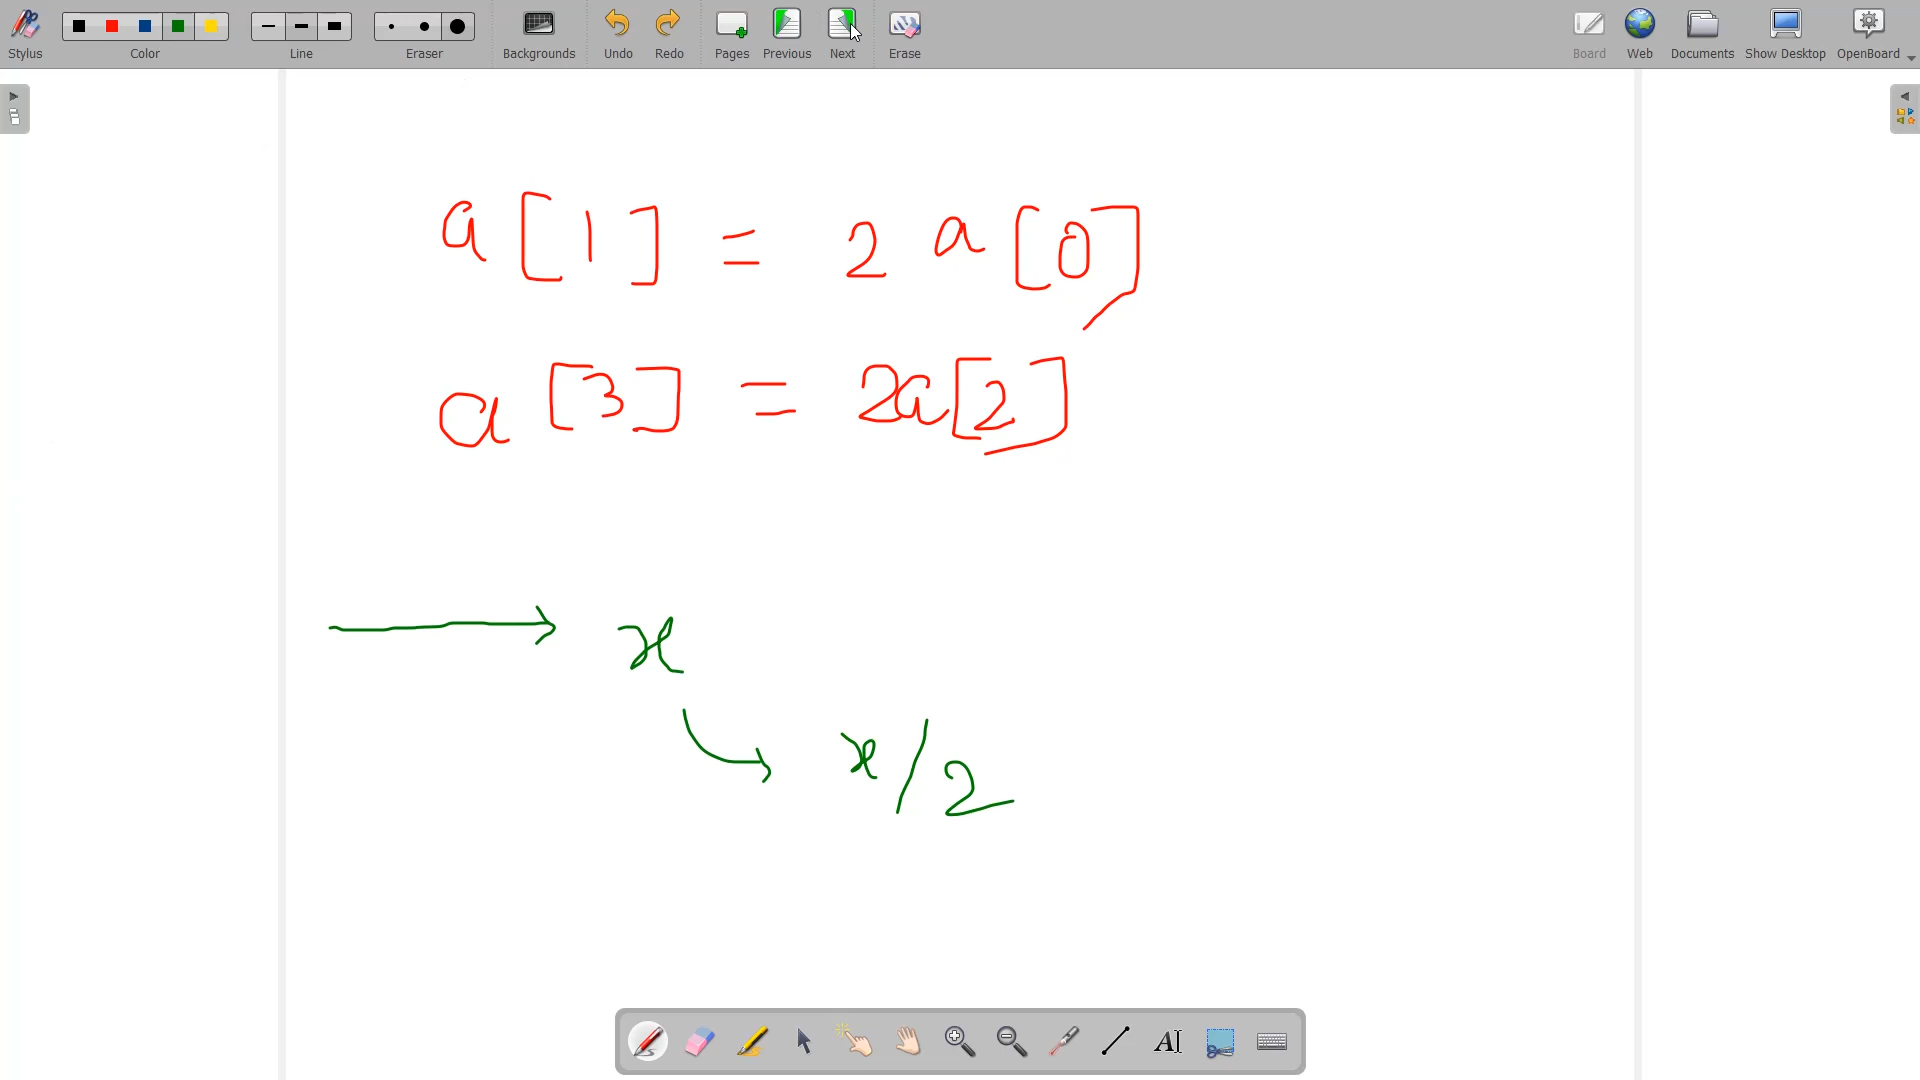 Stylus Color Line Eraser Backgrounds Undo Redo Pages Previous Next Erase Board Web Documents Show Desktop OpenBoard
a[1] = 2 a[0]
a[3] = 2a[2]
x
x/2